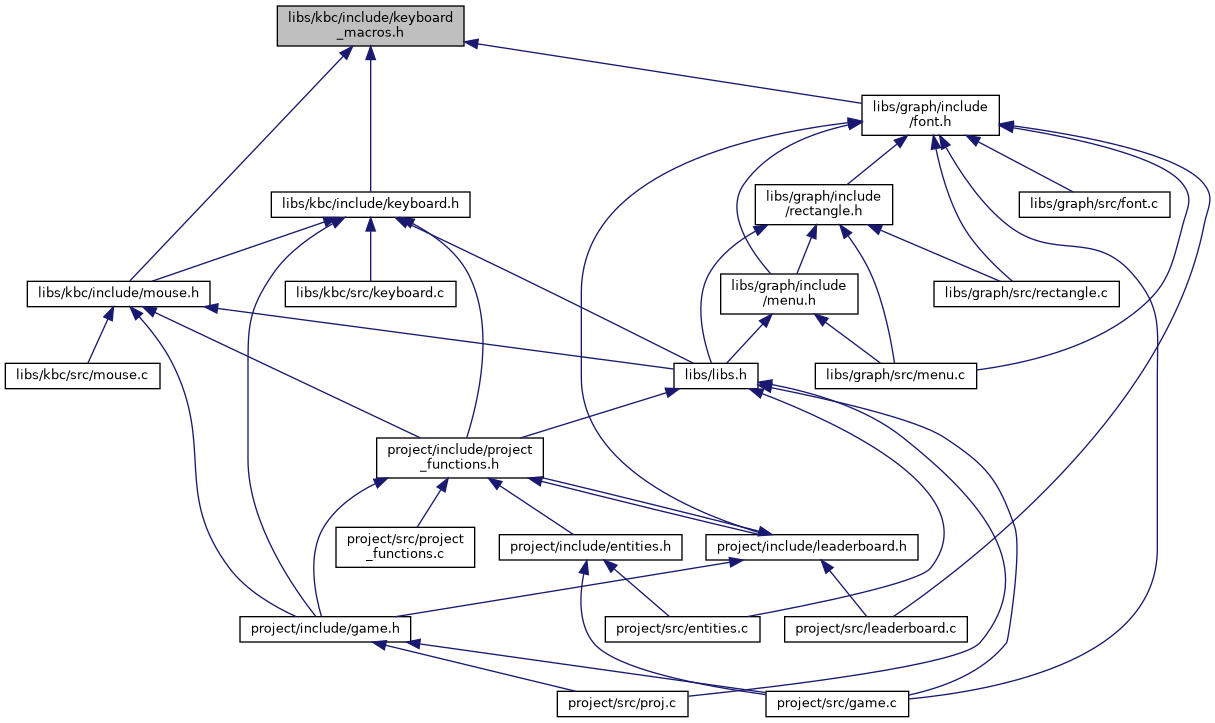 libs/kbc/include/keyboard
_macros.h
libs/graph/include
/font.h
libs/kbc/include/keyboard.h
libs/graph/include
/rectangle.h
libs/graph/src/font.c
libs/kbc/include/mouse.h
libs/kbc/src/keyboard.c
libs/graph/include
/menu.h
libs/graph/src/rectangle.c
libs/kbc/src/mouse.c
libs/libs.h
libs/graph/src/menu.c
project/include/project
_functions.h
project/src/project
_functions.c
project/include/entities.h
project/include/leaderboard.h
project/include/game.h
project/src/entities.c
project/src/leaderboard.c
project/src/proj.c
project/src/game.c